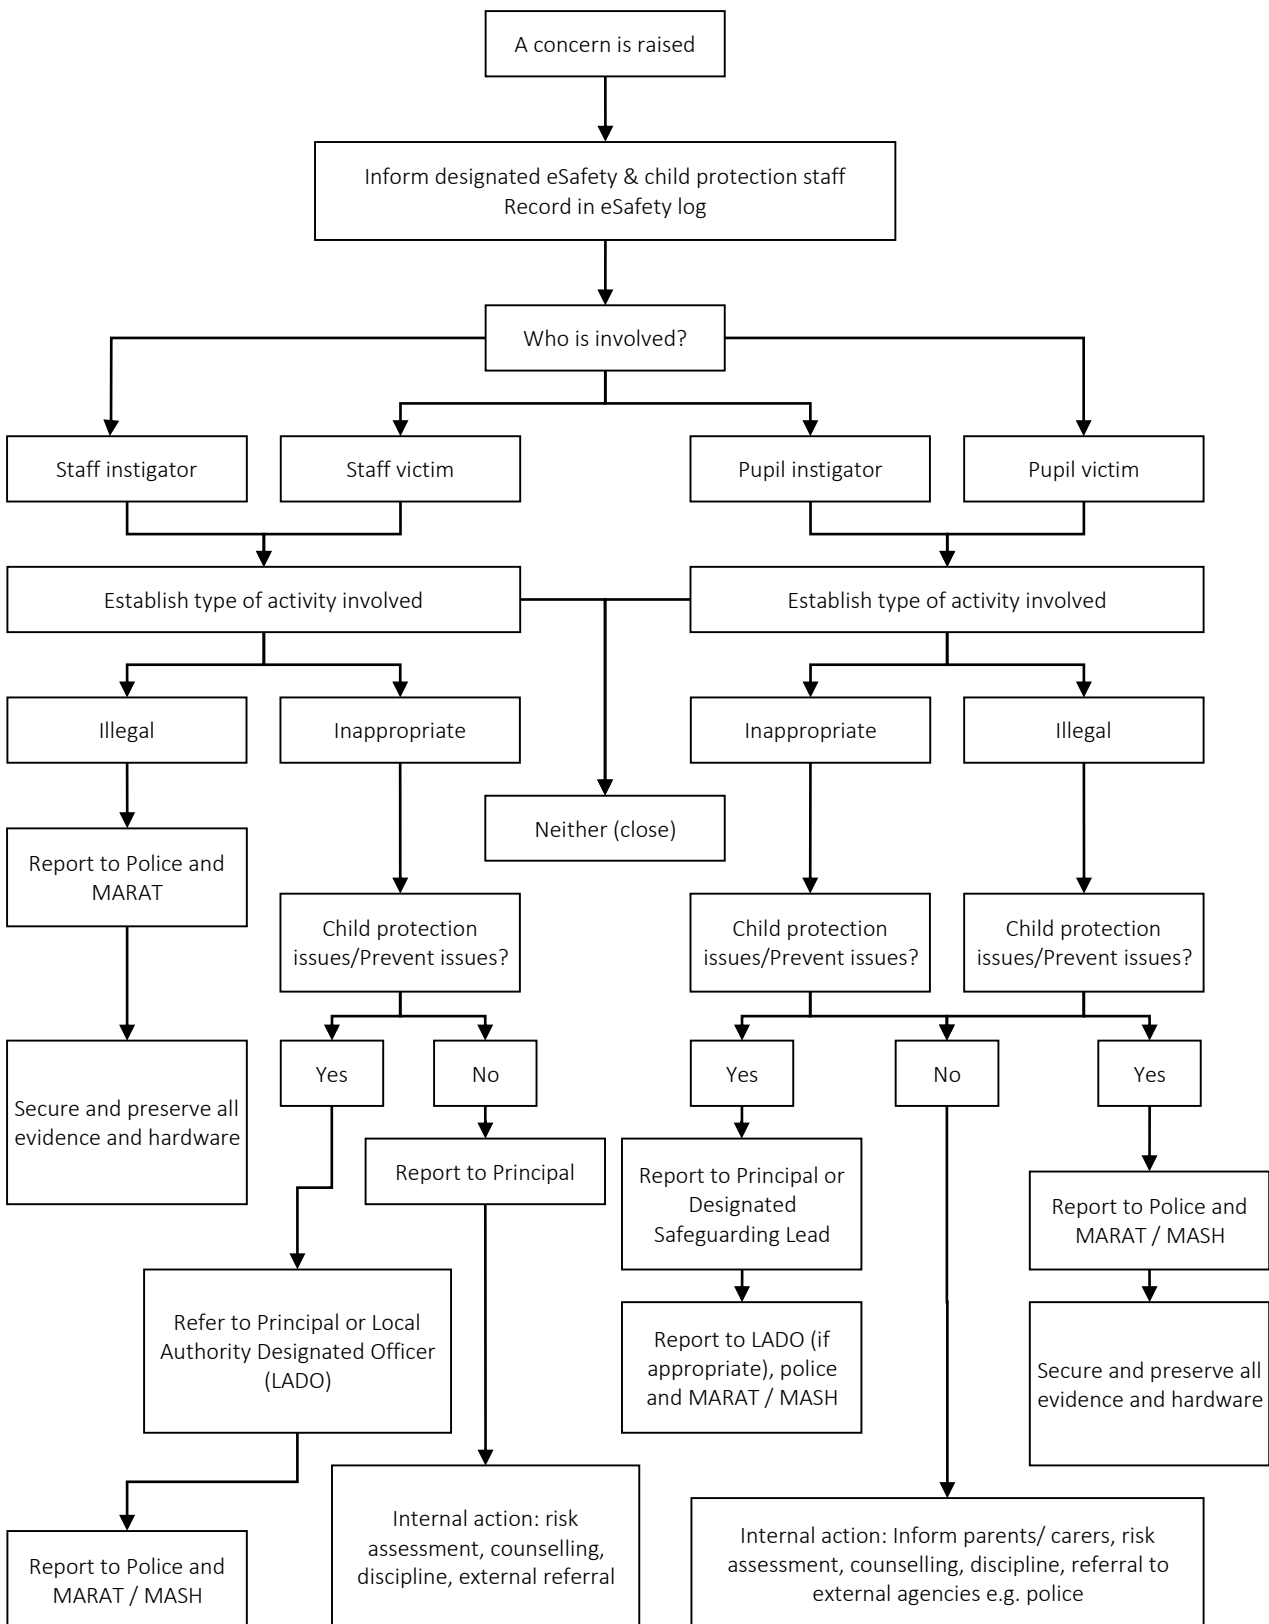 A concern is raised
Inform designated eSafety & child protection staff
Record in eSafety log
Who is involved?
Staff instigator
Staff victim
Pupil instigator
Pupil victim
Establish type of activity involved
Establish type of activity involved
Illegal
Inappropriate
Inappropriate
Illegal
Neither (close)
Report to Police and
MARAT
Child protection
issues/Prevent issues?
Child protection
issues/Prevent issues?
Child protection
issues/Prevent issues?
Yes
No
Yes
No
Yes
Secure and preserve all
evidence and hardware
Report to Principal
Report to Principal or
Designated
Safeguarding Lead
Report to Police and
MARAT / MASH
Refer to Principal or Local
Authority Designated Officer
(LADO)
Report to LADO (if
appropriate), police
and MARAT / MASH
Secure and preserve all
evidence and hardware
Report to Police and
MARAT / MASH
Internal action: risk
assessment, counselling,
discipline, external referral
Internal action: Inform parents/ carers, risk
assessment, counselling, discipline, referral to
external agencies e.g. police